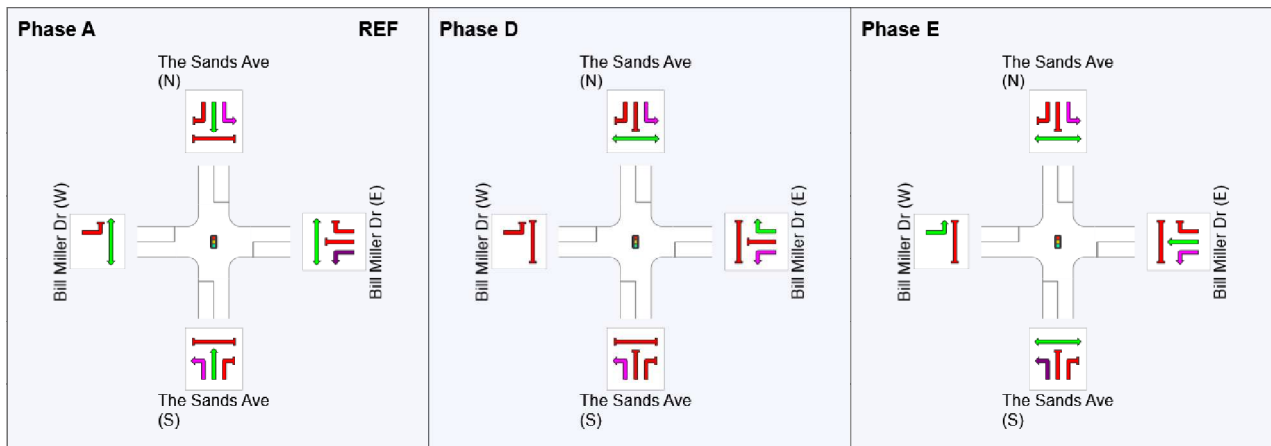 Phase A
REF
The Sands Ave
(N)
Bill Miller Dr (W)
Bill Miller Dr (E)
The Sands Ave
(S)
Phase D
The Sands Ave
(N)
Bill Miller Dr (W)
Bill Miller Dr (E)
The Sands Ave
(S)
Phase E
The Sands Ave
(N)
Bill Miller Dr (W)
Bill Miller Dr (E)
The Sands Ave
(S)